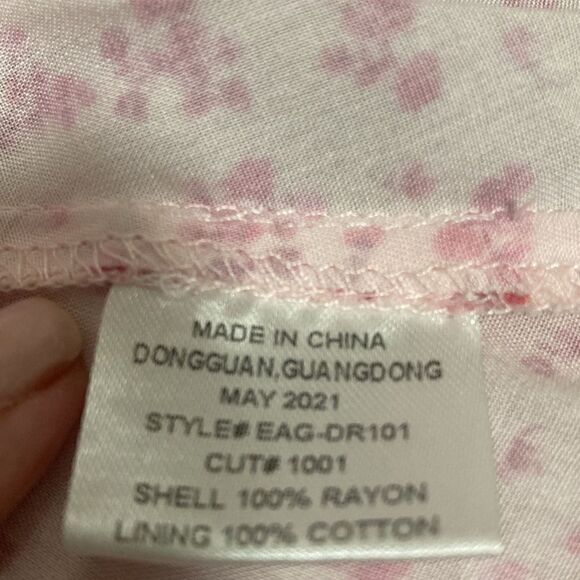 MADE IN CHINA
DONGGUAN,GUANGDONG
MAY 2021
STYLE# EAG-DR101
CUT# 1001
SHELL 100% RAYON
LINING 100% COTTON